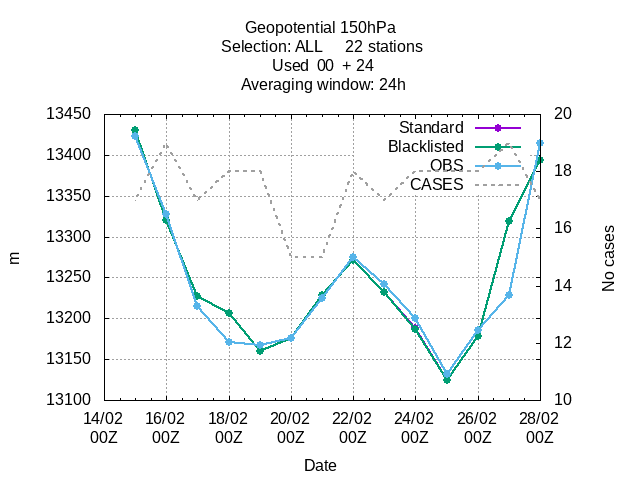 Geopotential 150hPa
Selection: ALL     22 stations
Used  00  + 24
Averaging window: 24h
13450
13400
13350
13300
13250
13200
13150
13100
m
20
18
16
14
12
10
No cases
Standard
Blacklisted
OBS
CASES
14/02 16/02 18/02 20/02 22/02 24/02 26/02 28/02
00Z 00Z 00Z 00Z 00Z 00Z 00Z 00Z
Date